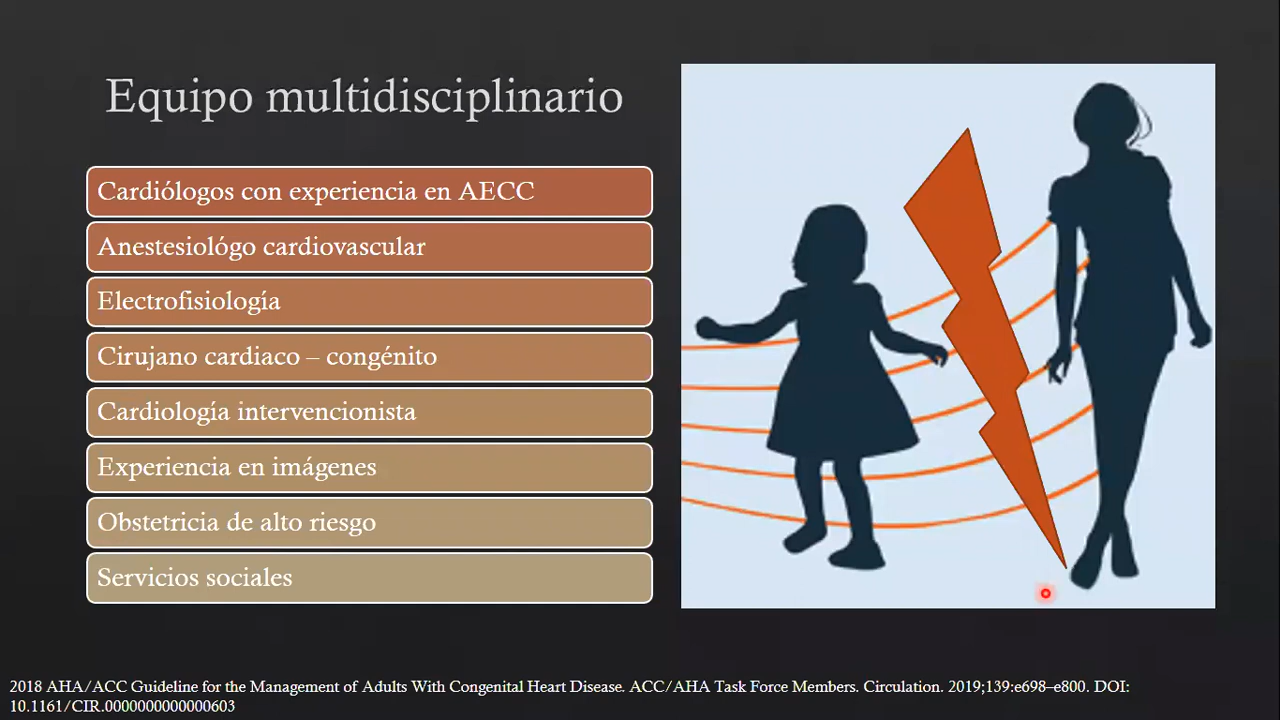 Equipo multidisciplinario
Cardiólogos con experiencia en AECC
Anestesiológo cardiovascular
Electrofisiología
Cirujano cardiaco – congénito
Cardiología intervencionista
Experiencia en imágenes
Obstetricia de alto riesgo
Servicios sociales
2018 AHA/ACC Guideline for the Management of Adults With Congenital Heart Disease. ACC/AHA Task Force Members. Circulation. 2019;139:e698–e800. DOI:
10.1161/CIR.0000000000000603